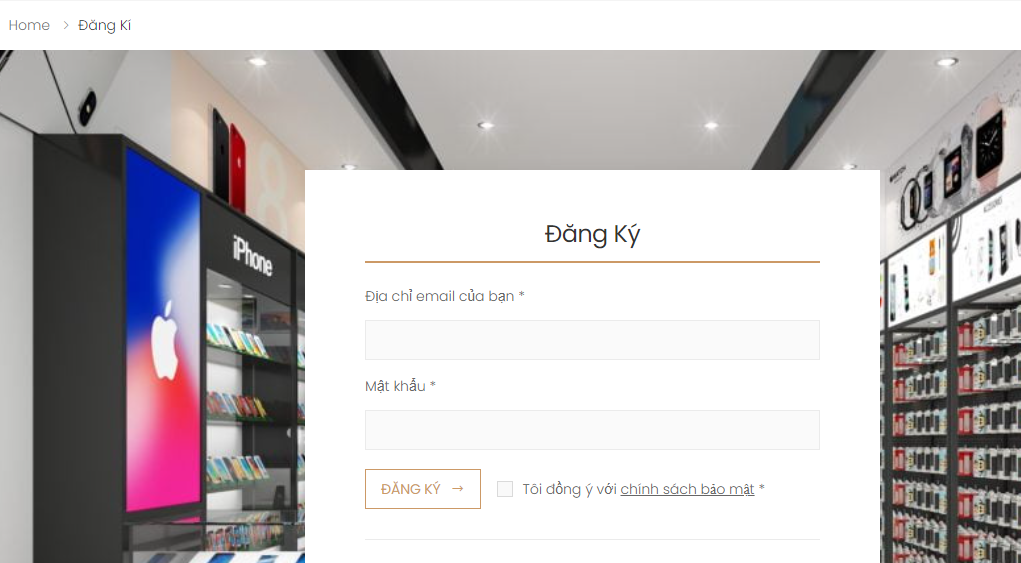 Home > Đăng Kí
Đăng Ký
iPhone
Địa chỉ email của bạn *
Mật khẩu *
ĐĂNG KÝ →
Tôi đồng ý với chính sách bảo mật *